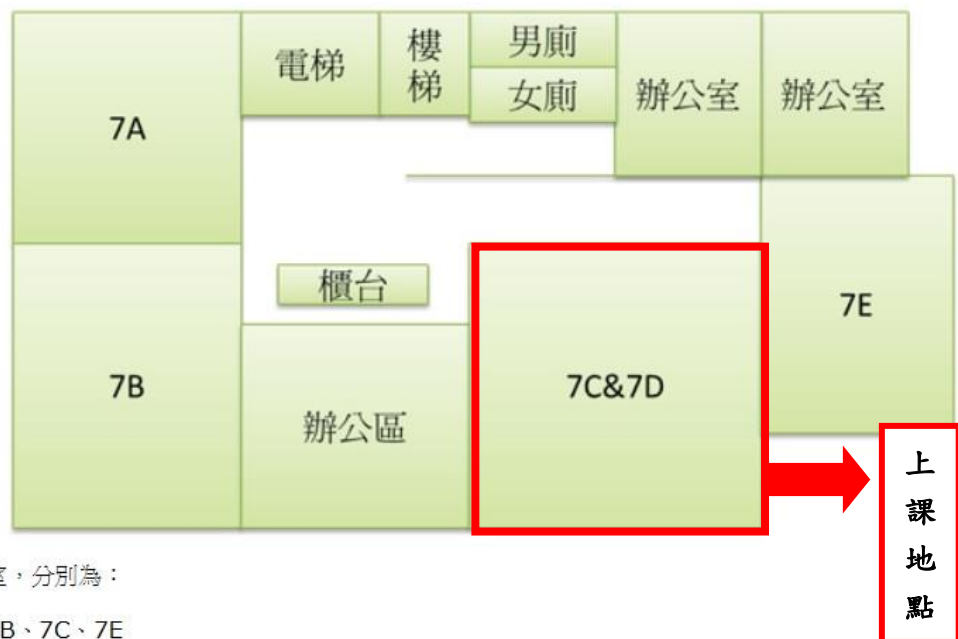 7A
電梯
樓梯
男廁
女廁
辦公室
辦公室
櫃台
7B
辦公區
7C&7D
7E
上課地點
，分別為：
B、7C、7E